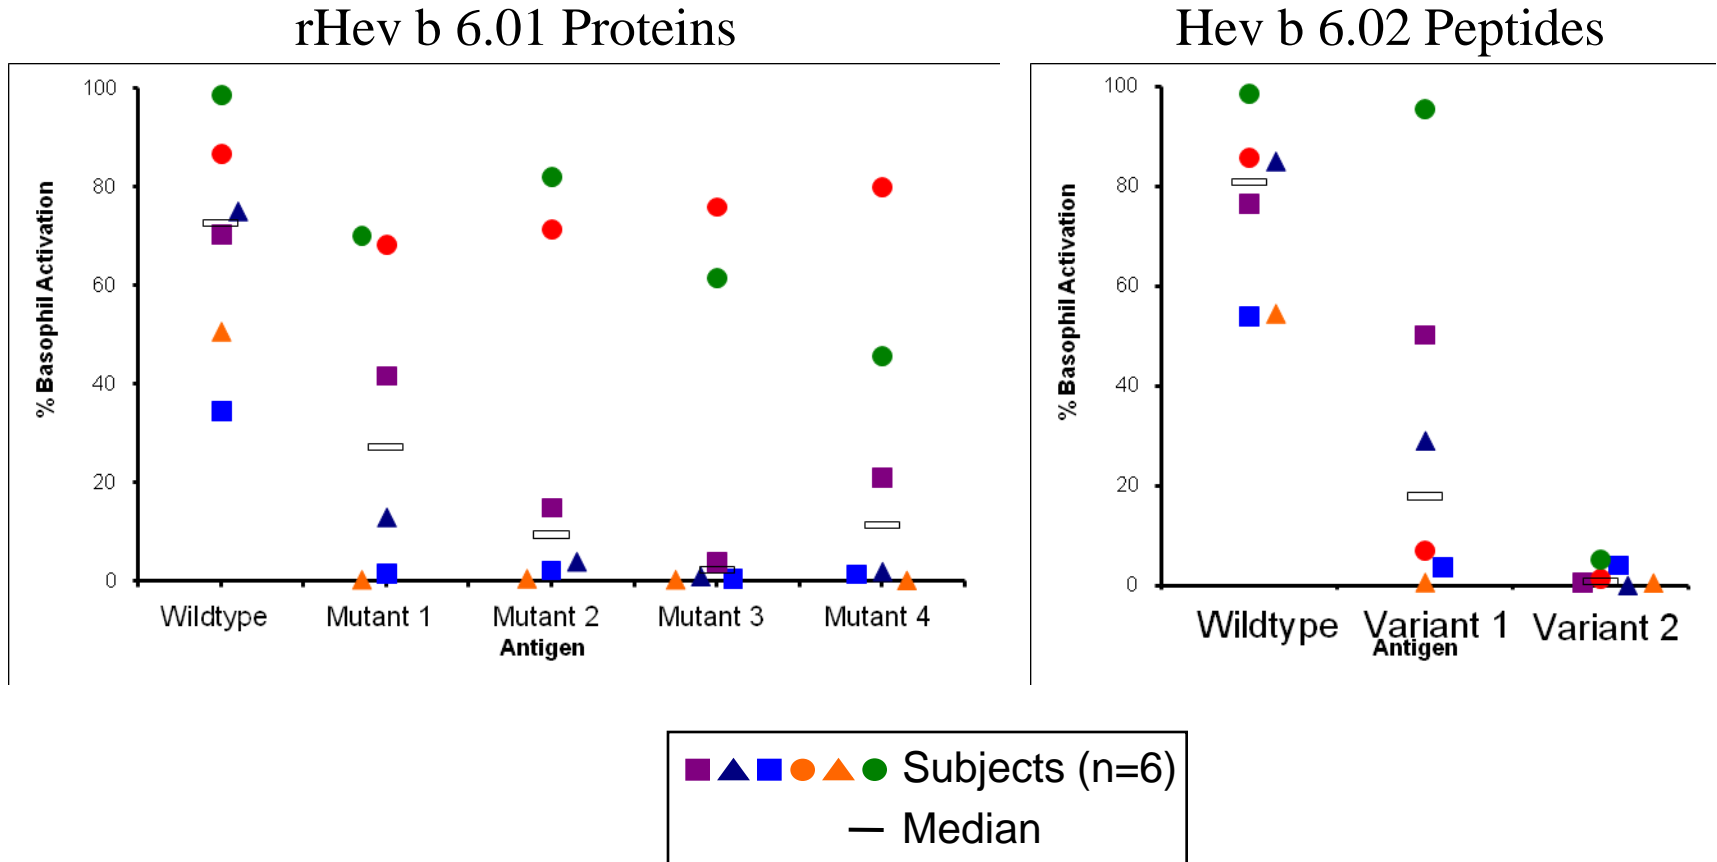 rHev b 6.01 Proteins
100
80
60
40
20
0
% Basophil Activation
Wildtype Mutant 1 Mutant 2 Mutant 3 Mutant 4
Antigen
Hev b 6.02 Peptides
100
80
60
40
20
0
% Basophil Activation
Wildtype Variant 1 Variant 2
Antigen
Subjects (n=6)
Median